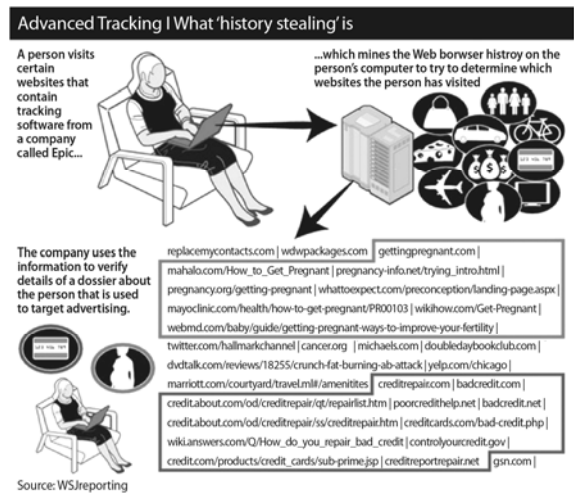 Advanced Tracking I What 'history stealing' is
A person visits
certain
websites that
contain
tracking
software from
a company
called Epic...
...which mines the Web borwser histroy on the
person's computer to try to determine which
websites the person has visited
The company uses the
information to verify
details of a dossier about
the person that is used
to target advertising.
replacemycontacts.com | wdwpackages.com | gettingpregnant.com |
mahalo.com/How_to_Get_Pregnant | pregnancy-info.net/trying_intro.html |
pregnancy.org/getting-pregnant | whattoexpect.com/preconception/landing-page.aspx |
mayoclinic.com/health/how-to-get-pregnant/PR00103 | wikihow.com/Get-Pregnant |
webmd.com/baby/guide/getting-pregnant-ways-to-improve-your-fertility |
twitter.com/hallmarkchannel | cancer.org | michaels.com | doubledaybookclub.com |
dvdtalk.com/reviews/18255/crunch-fat-burning-ab-attack | yelp.com/chicago |
marriott.com/courtyard/travel.ml#/amenitites | creditrepair.com | badcredit.com |
credit.about.com/od/creditrepair/qt/repairlist.htm | poorcredithelp.net | badcredit.net |
credit.about.com/od/creditrepair/ss/creditrepair.htm | creditcards.com/bad-credit.php |
wiki.answers.com/Q/How_do_you_repair_bad_credit | controlyourcredit.gov |
credit.com/products/credit_cards/sub-prime.jsp | creditreportrepair.net | gsn.com |
Source: WSJreporting